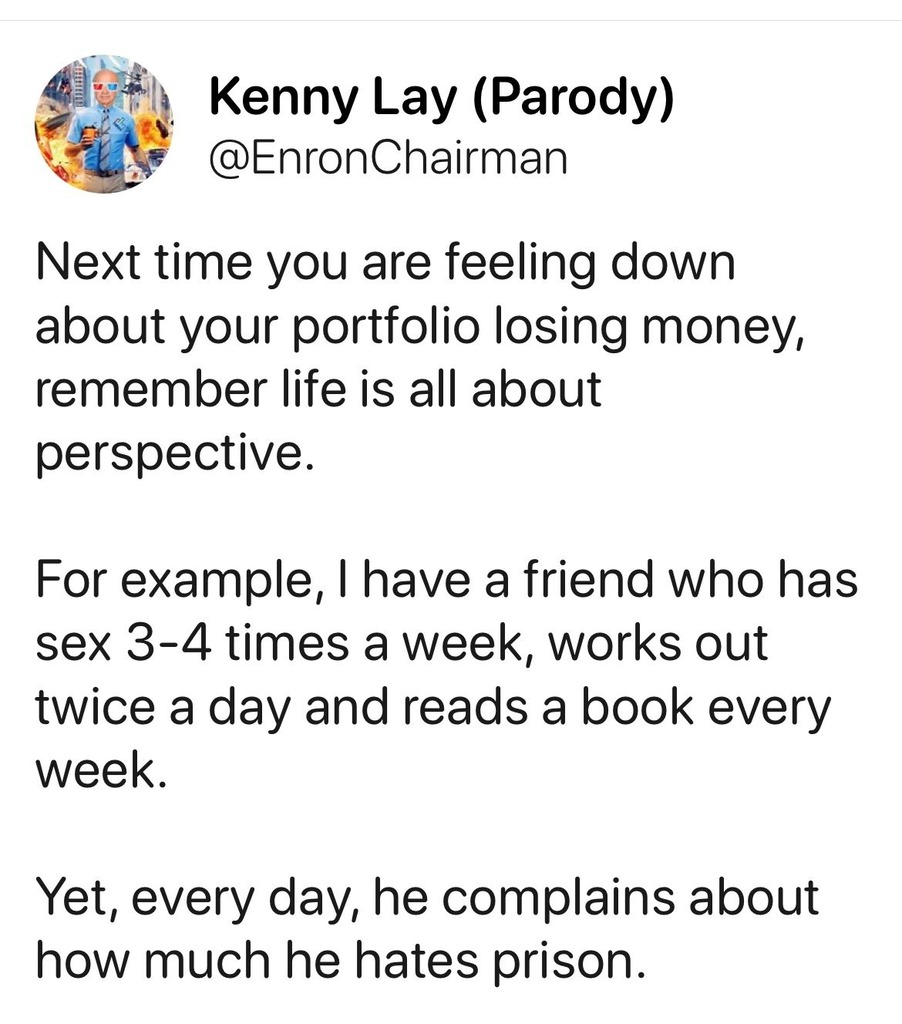 Kenny Lay (Parody)
@EnronChairman
Next time you are feeling down
about your portfolio losing money,
remember life is all about
perspective.
For example, I have a friend who has
sex 3-4 times a week, works out
twice a day and reads a book every
week.
Yet, every day, he complains about
how much he hates prison.